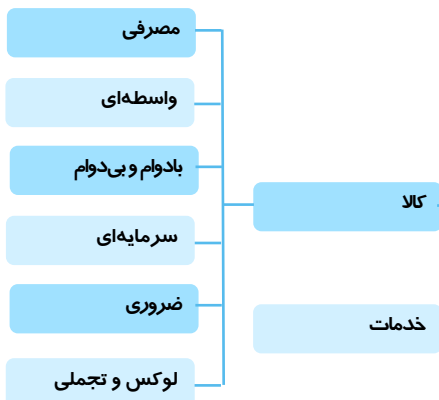 کالا
خدمات
مصرفی
واسطه‌ای
بادوام و بی‌دوام
سرمایه‌ای
ضروری
لوکس و تجملی